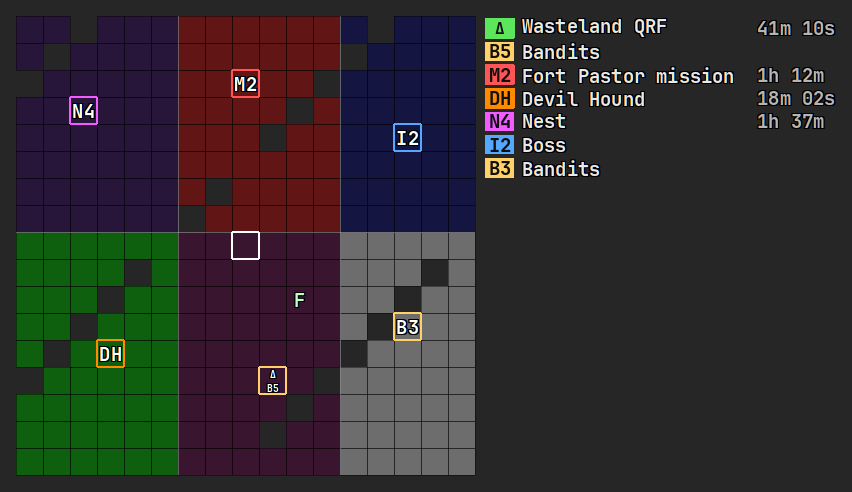 Δ Wasteland QRF 41m 10s
B5 Bandits
M2 Fort Pastor mission 1h 12m
DH Devil Hound 18m 02s
N4 Nest 1h 37m
I2 Boss
B3 Bandits
M2
N4
I2
F
B3
DH
Δ
B5